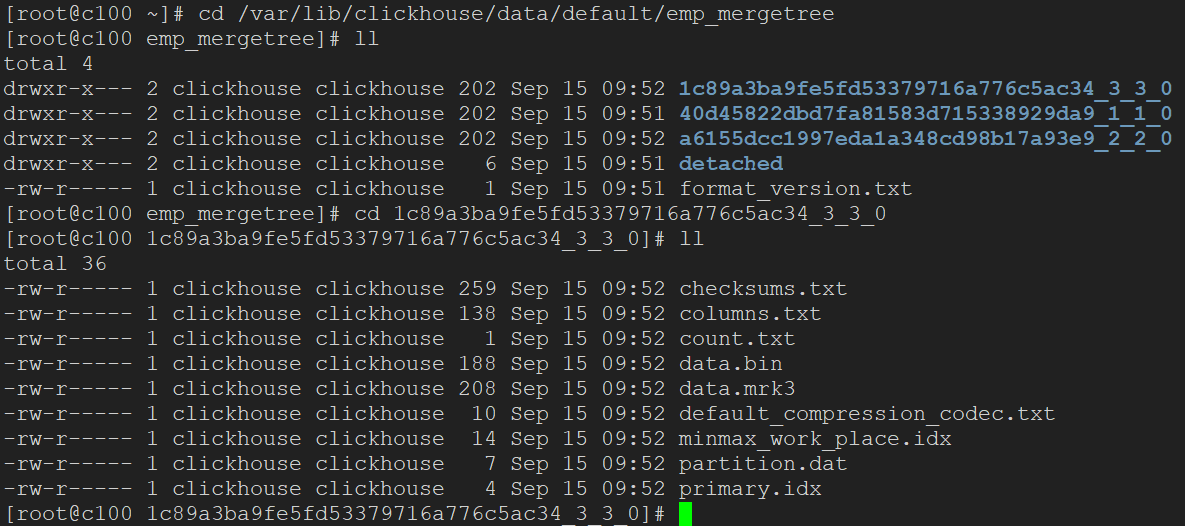 [root@c100 ~]# cd /var/lib/clickhouse/data/default/emp_mergetree
[root@c100 emp_mergetree]# ll
total 4
drwxr-x--- 2 clickhouse clickhouse 202 Sep 15 09:52 1c89a3ba9fe5fd53379716a776c5ac34_3_3_0
drwxr-x--- 2 clickhouse clickhouse 202 Sep 15 09:51 40d45822dbd7fa81583d715338929da9_1_1_0
drwxr-x--- 2 clickhouse clickhouse 202 Sep 15 09:52 a6155dcc1997eda1a348cd98b17a93e9_2_2_0
drwxr-x--- 2 clickhouse clickhouse   6 Sep 15 09:51 detached
-rw-r----- 1 clickhouse clickhouse   1 Sep 15 09:51 format_version.txt
[root@c100 emp_mergetree]# cd 1c89a3ba9fe5fd53379716a776c5ac34_3_3_0
[root@c100 1c89a3ba9fe5fd53379716a776c5ac34_3_3_0]# ll
total 36
-rw-r----- 1 clickhouse clickhouse 259 Sep 15 09:52 checksums.txt
-rw-r----- 1 clickhouse clickhouse 138 Sep 15 09:52 columns.txt
-rw-r----- 1 clickhouse clickhouse   1 Sep 15 09:52 count.txt
-rw-r----- 1 clickhouse clickhouse 188 Sep 15 09:52 data.bin
-rw-r----- 1 clickhouse clickhouse 208 Sep 15 09:52 data.mrk3
-rw-r----- 1 clickhouse clickhouse  10 Sep 15 09:52 default_compression_codec.txt
-rw-r----- 1 clickhouse clickhouse  14 Sep 15 09:52 minmax_work_place.idx
-rw-r----- 1 clickhouse clickhouse   7 Sep 15 09:52 partition.dat
-rw-r----- 1 clickhouse clickhouse   4 Sep 15 09:52 primary.idx
[root@c100 1c89a3ba9fe5fd53379716a776c5ac34_3_3_0]#